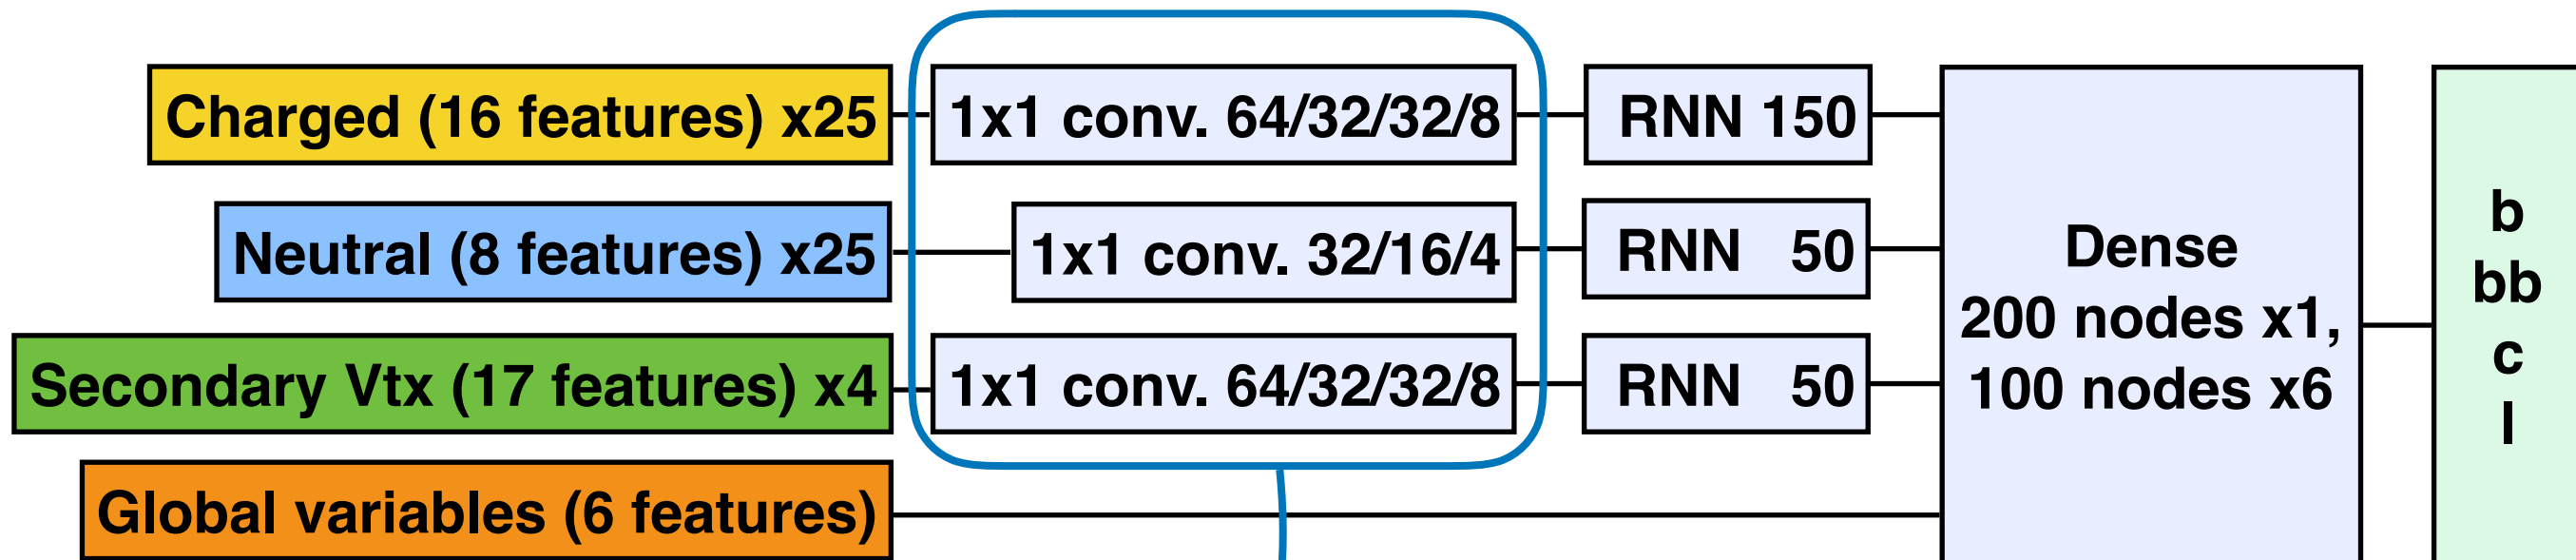 Charged (16 features) x25
1x1 conv. 64/32/32/8
RNN 150
Neutral (8 features) x25
1x1 conv. 32/16/4
RNN 50
Secondary Vtx (17 features) x4
1x1 conv. 64/32/32/8
RNN 50
Global variables (6 features)
Dense
200 nodes x1,
100 nodes x6
b
bb
c
l